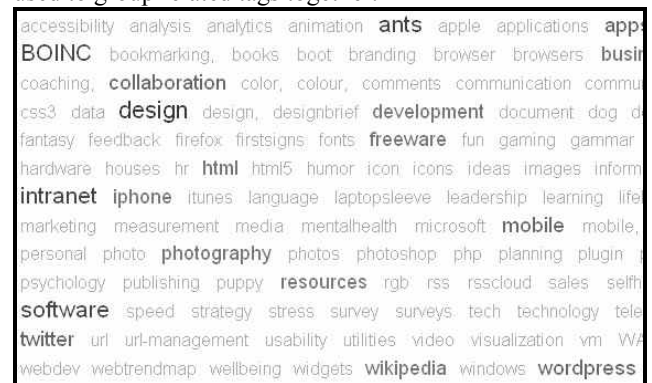 accessibility analysis analytics animation ants apple applications apps
BOINC bookmarking, books boot branding browser browsers busin
coaching, collaboration color, colour, comments communication commu
css3 data design design, designbrief development document dog d
fantasy feedback firefox firstsigns fonts freeware fun gaming gammar
hardware houses hr html html5 humor icon icons ideas images inform
intranet iphone itunes language laptopsleeve leadership learning life
marketing measurement media mentalhealth microsoft mobile mobile,
personal photo photography photos photoshop php planning plugin
psychology publishing puppy resources rgb rss rsscloud sales selfh
software speed strategy stress survey surveys tech technology tele
twitter url url-management usability utilities video visualization vm WA
webdev webtrendmap wellbeing widgets wikipedia windows wordpress